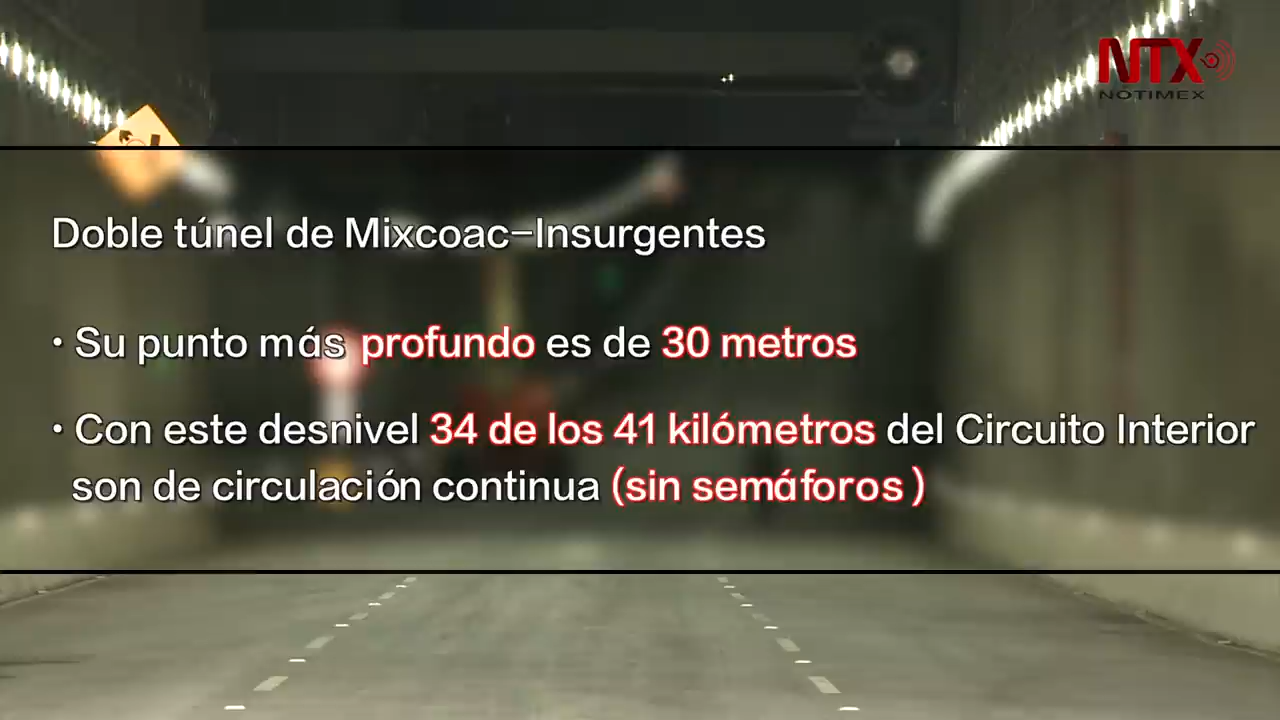 NTX
NOTIMEX
Doble túnel de Mixcoac-Insurgentes
• Su punto más profundo es de 30 metros
• Con este desnivel 34 de los 41 kilómetros del Circuito Interior
son de circulación continua (sin semáforos)